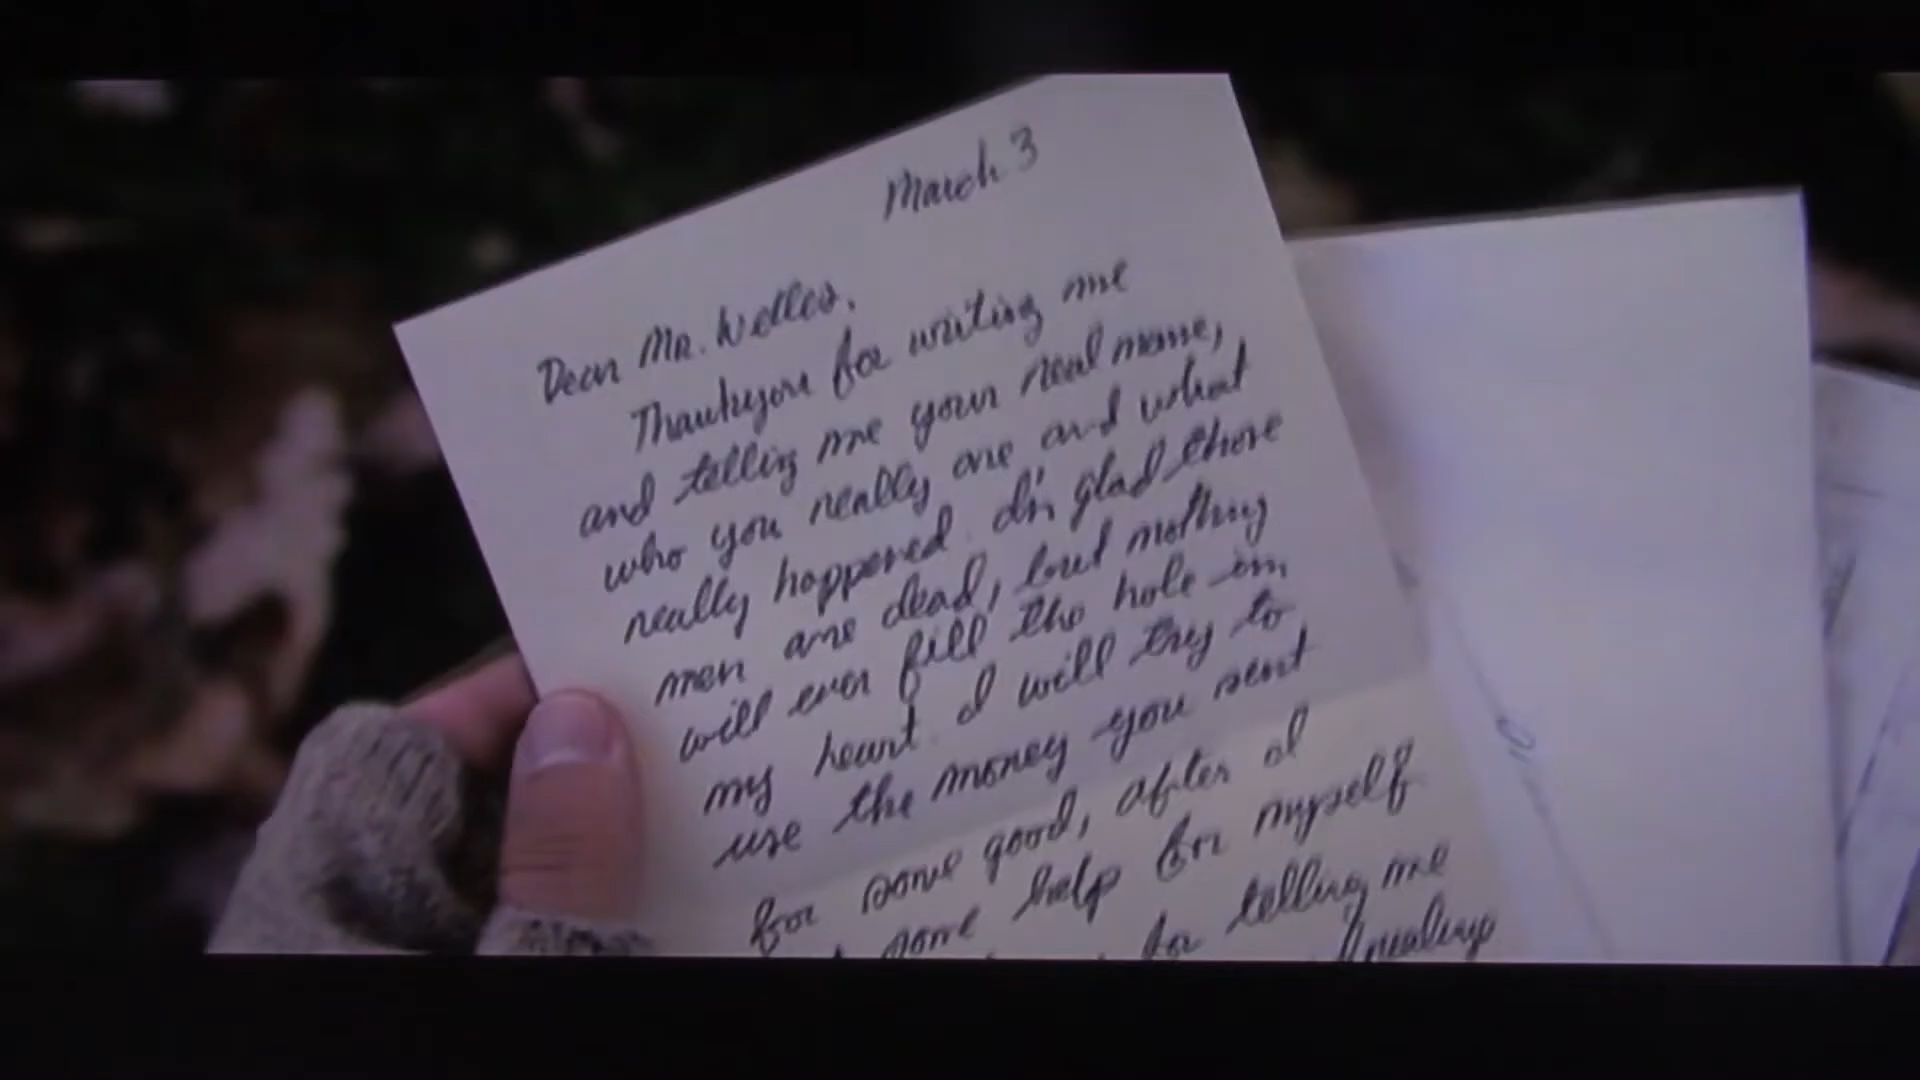 March 3
Dear Mr. Welles,
Thankyou for writing me
and telling me your real name,
who you really are and what
really happened. I'm glad those
men are dead, but nothing
will ever fill the hole in
my heart. I will try to
use the money you sent
for some good, after I
some help for myself
for telling me